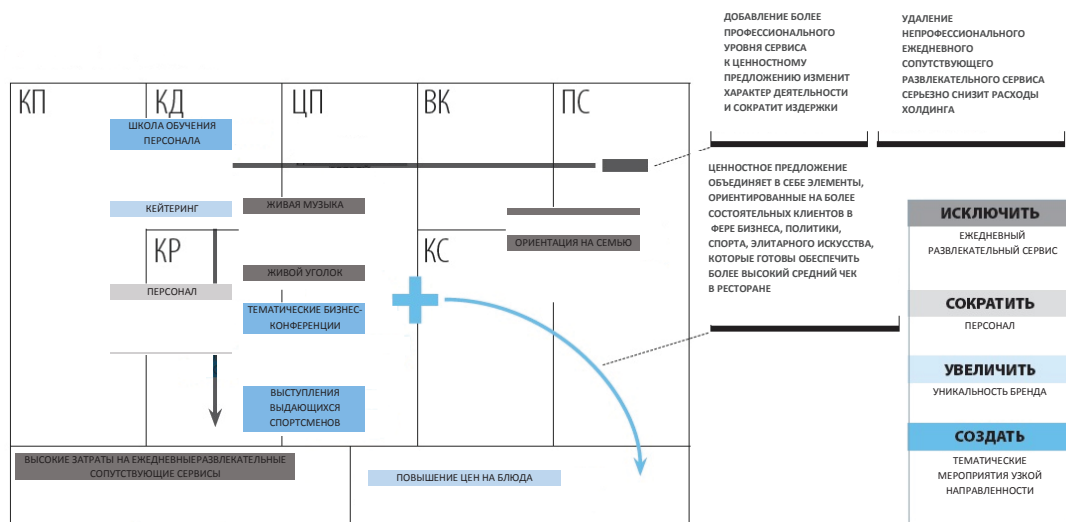 ДОБАВЛЕНИЕ БОЛЕЕ
ПРОФЕССИОНАЛЬНОГО
УРОВНЯ СЕРВИСА
К ЦЕННОСТНОМУ
ПРЕДЛОЖЕНИЮ ИЗМЕНИТ
ХАРАКТЕР ДЕЯТЕЛЬНОСТИ
И СОКРАТИТ ИЗДЕРЖКИ
УДАЛЕНИЕ
НЕПРОФЕССИОНАЛЬНОГО
ЕЖЕДНЕВНОГО
СОПУТСТВУЮЩЕГО
РАЗВЛЕКАТЕЛЬНОГО СЕРВИСА
СЕРЬЕЗНО СНИЗИТ РАСХОДЫ
ХОЛДИНГА
КП
КД
ЦП
ВК
ПС
ШКОЛА ОБУЧЕНИЯ
ПЕРСОНАЛА
КЕЙТЕРИНГ
ЖИВАЯ МУЗЫКА
КР
КС
ОРИЕНТАЦИЯ НА СЕМЬЮ
ЖИВОЙ УГОЛОК
ПЕРСОНАЛ
ТЕМАТИЧЕСКИЕ БИЗНЕС-
КОНФЕРЕНЦИИ
ВЫСТУПЛЕНИЯ
ВЫДАЮЩИХСЯ
СПОРТСМЕНОВ
ВЫСОКИЕ ЗАТРАТЫ НА ЕЖЕДНЕВНЫЕРАЗВЛЕКАТЕЛЬНЫЕ
СОПУТСТВУЮЩИЕ СЕРВИСЫ
ПОВЫШЕНИЕ ЦЕН НА БЛЮДА
ЦЕННОСТНОЕ ПРЕДЛОЖЕНИЕ
ОБЪЕДИНЯЕТ В СЕБЕ ЭЛЕМЕНТЫ,
ОРИЕНТИРОВАННЫЕ НА БОЛЕЕ
СОСТОЯТЕЛЬНЫХ КЛИЕНТОВ В
ФЕРЕ БИЗНЕСА, ПОЛИТИКИ,
СПОРТА, ЭЛИТАРНОГО ИСКУССТВА,
КОТОРЫЕ ГОТОВЫ ОБЕСПЕЧИТЬ
БОЛЕЕ ВЫСОКИЙ СРЕДНИЙ ЧЕК
В РЕСТОРАНЕ
ИСКЛЮЧИТЬ
ЕЖЕДНЕВНЫЙ
РАЗВЛЕКАТЕЛЬНЫЙ СЕРВИС
СОКРАТИТЬ
ПЕРСОНАЛ
УВЕЛИЧИТЬ
УНИКАЛЬНОСТЬ БРЕНДА
СОЗДАТЬ
ТЕМАТИЧЕСКИЕ
МЕРОПРИЯТИЯ УЗКОЙ
НАПРАВЛЕННОСТИ